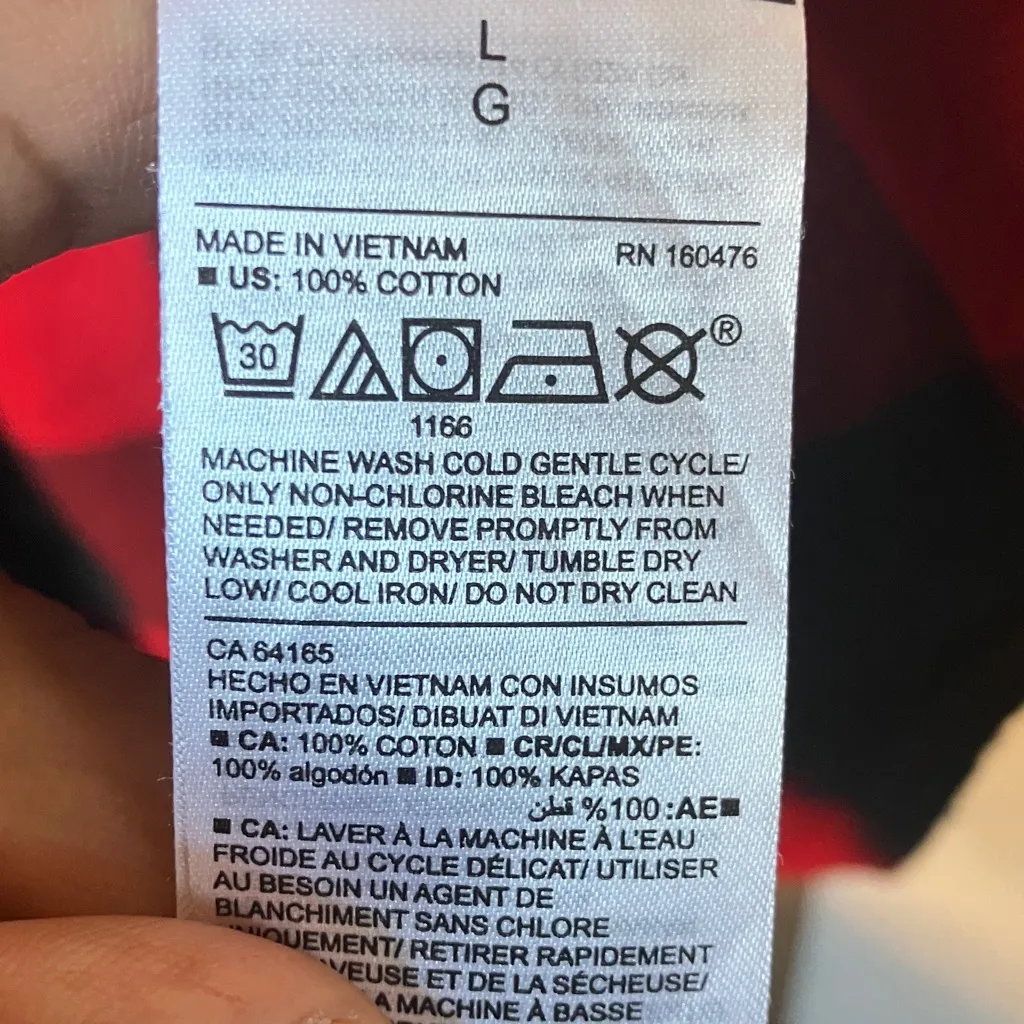 L
G
MADE IN VIETNAM
RN 160476
■ US: 100% COTTON
30
®
1166
MACHINE WASH COLD GENTLE CYCLE/
ONLY NON-CHLORINE BLEACH WHEN
NEEDED/ REMOVE PROMPTLY FROM
WASHER AND DRYER/ TUMBLE DRY
LOW/ COOL IRON/ DO NOT DRY CLEAN
CA 64165
HECHO EN VIETNAM CON INSUMOS
IMPORTADOS/ DIBUAT DI VIETNAM
■ CA: 100% COTON ■ CR/CL/MX/PE:
100% algodón ■ ID: 100% KAPAS
■AE: 100% قطن
■ CA: LAVER À LA MACHINE À L'EAU
FROIDE AU CYCLE DÉLICAT/ UTILISER
AU BESOIN UN AGENT DE
BLANCHIMENT SANS CHLORE
RETIRER RAPIDEMENT
ET DE LA SÉCHEUSE/
A MACHINE À BASSE